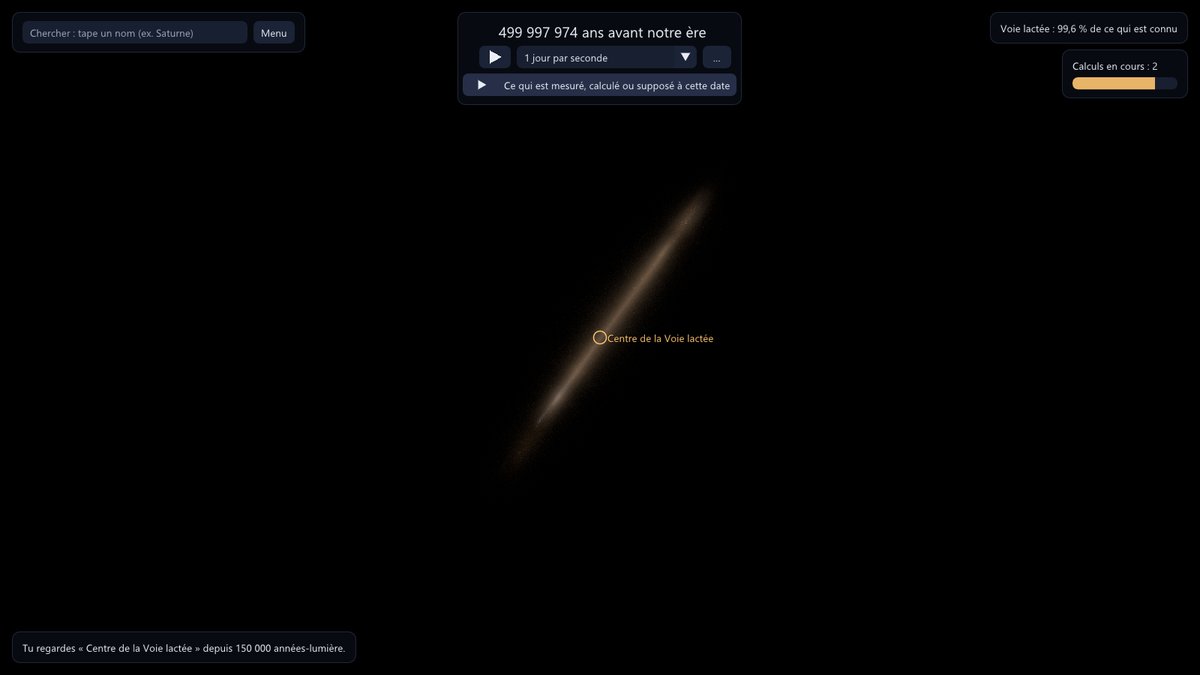 Chercher : tape un nom (ex. Saturne)
Menu
499 997 974 ans avant notre ère
1 jour par seconde
...
Ce qui est mesuré, calculé ou supposé à cette date
Voie lactée : 99,6 % de ce qui est connu
Calculs en cours : 2
Centre de la Voie lactée
Tu regardes « Centre de la Voie lactée » depuis 150 000 années-lumière.